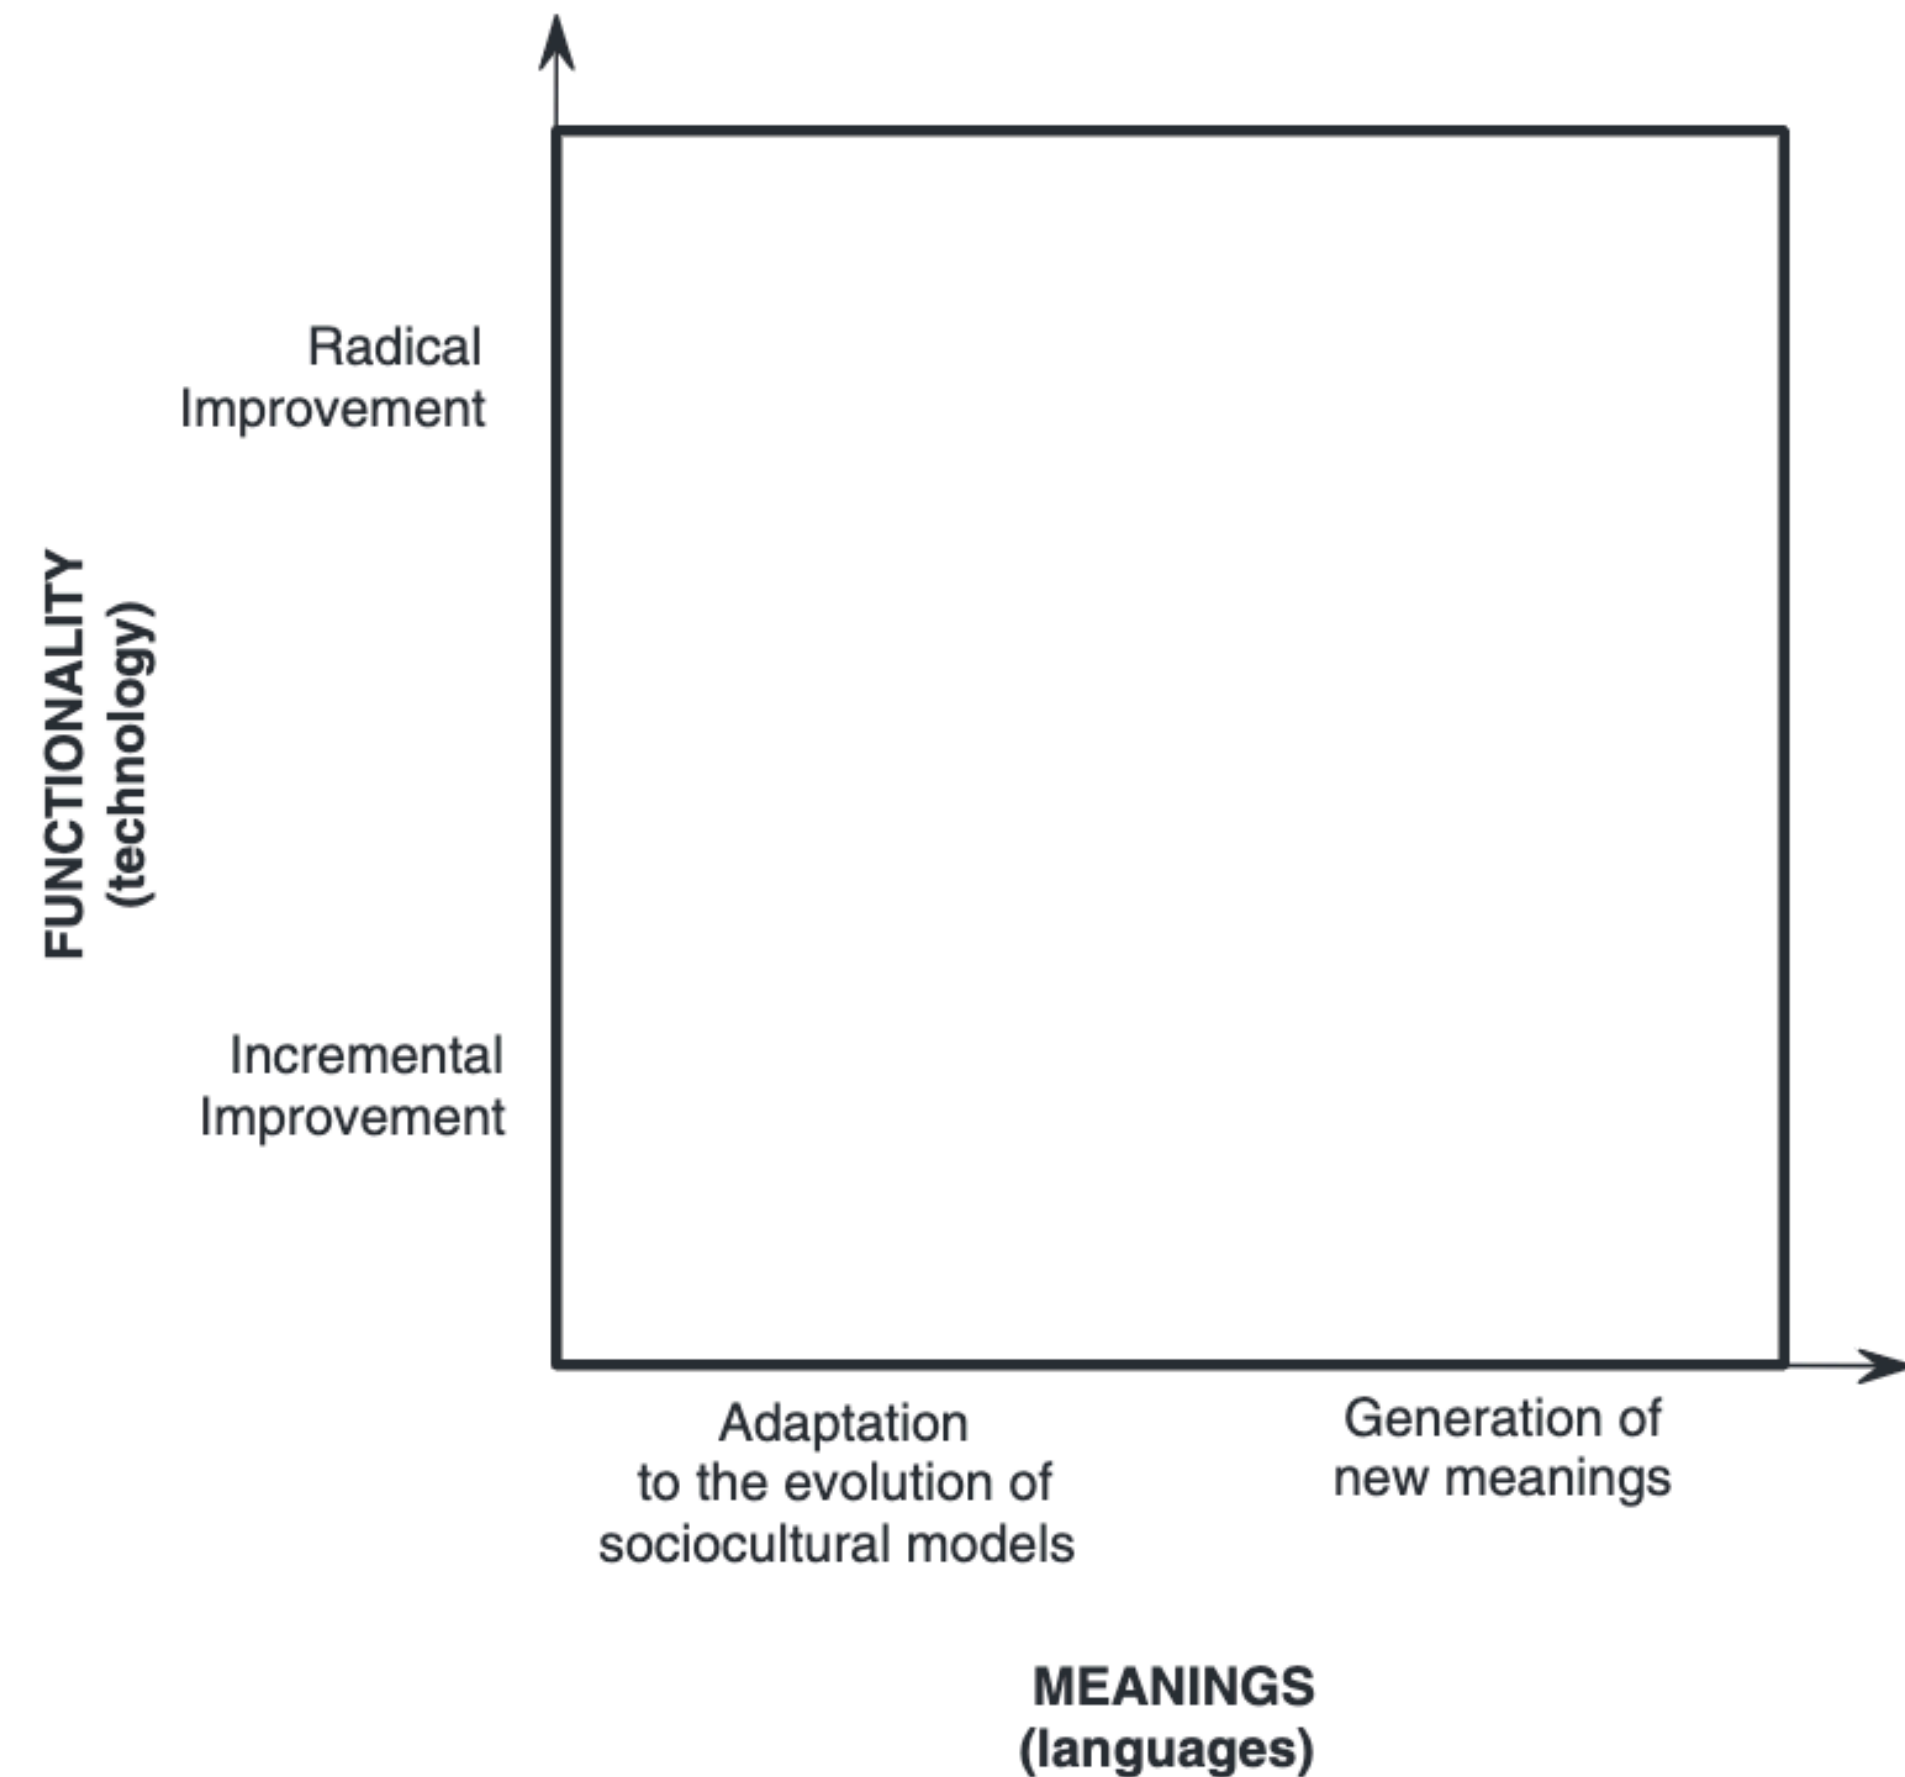 Radical
Improvement
FUNCTIONALITY
(technology)
Incremental
Improvement
Adaptation
to the evolution of
sociocultural models
Generation of
new meanings
MEANINGS
(languages)